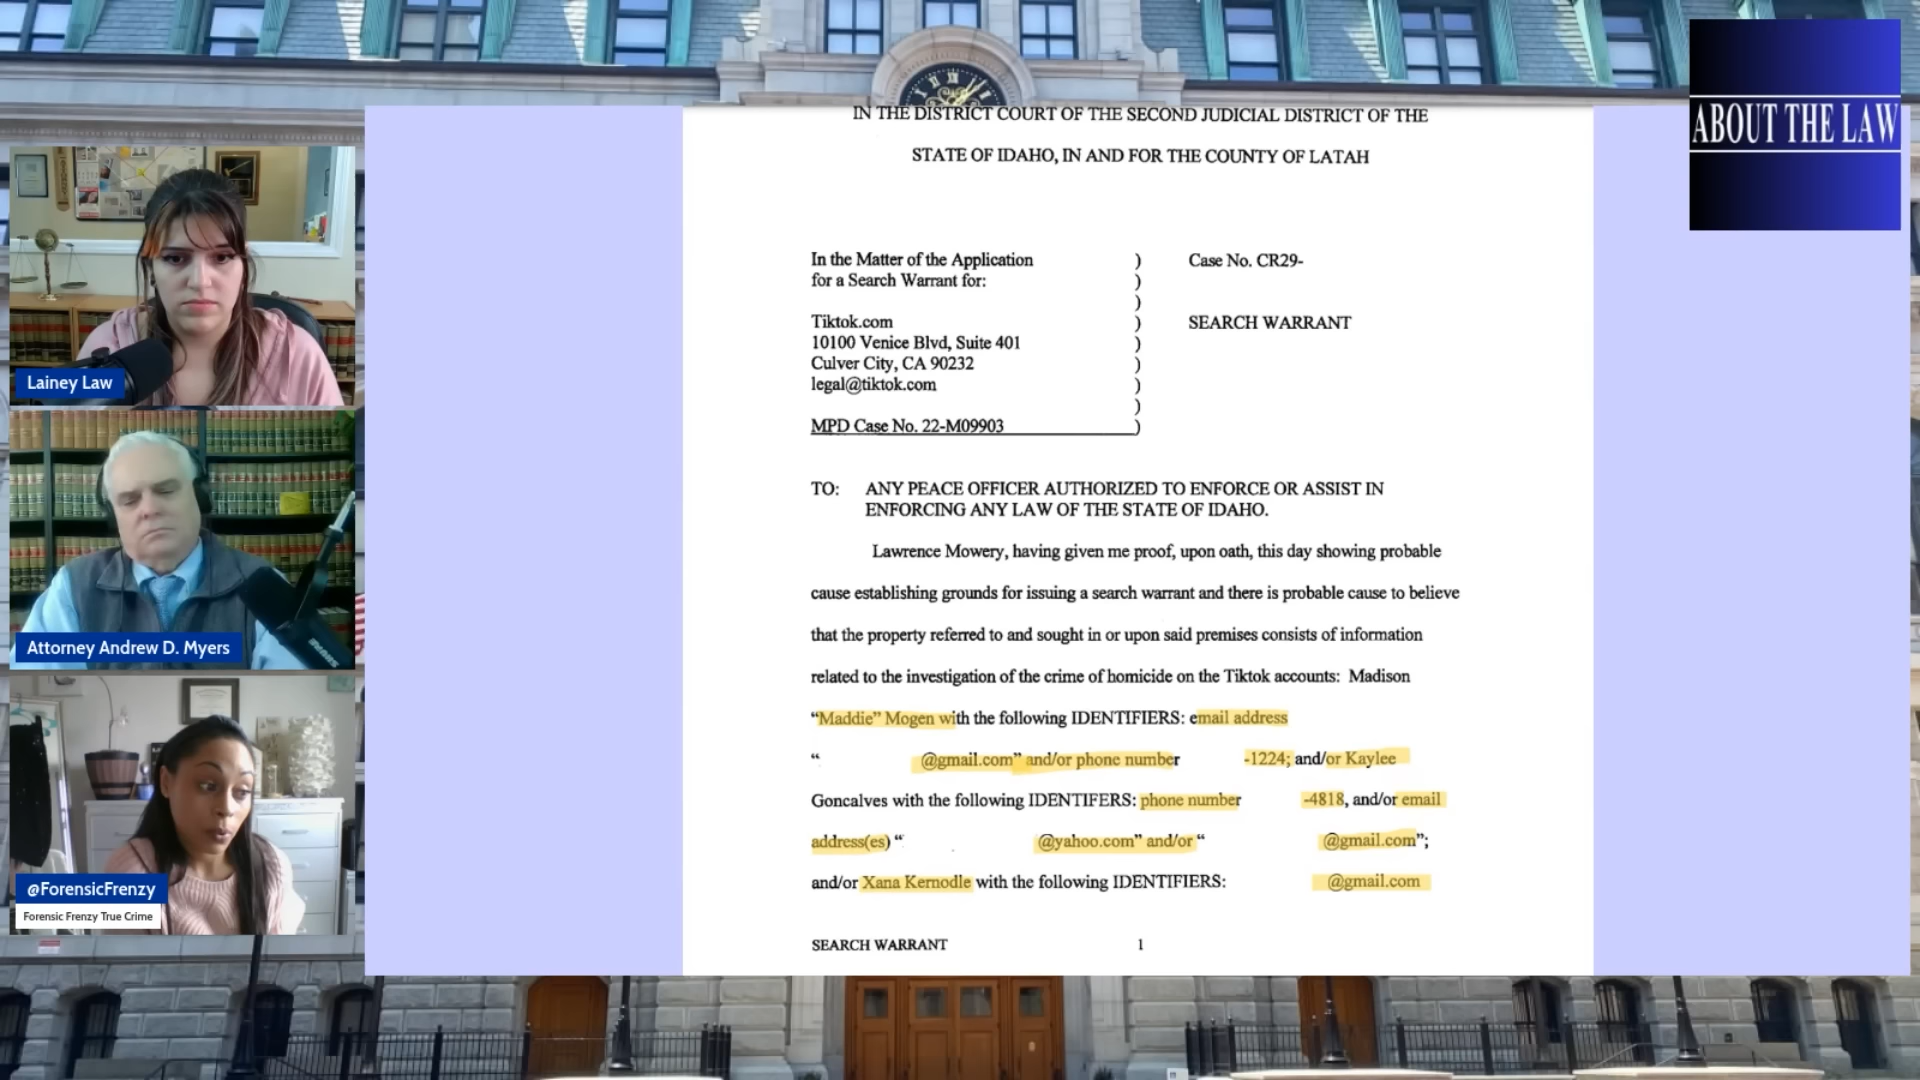 ABOUT THE LAW
IN THE DISTRICT COURT OF THE SECOND JUDICIAL DISTRICT OF THE
STATE OF IDAHO, IN AND FOR THE COUNTY OF LATAH
In the Matter of the Application ) Case No. CR29-
for a Search Warrant for: )
)
Tiktok.com ) SEARCH WARRANT
10100 Venice Blvd, Suite 401 )
Culver City, CA 90232 )
legal@tiktok.com )
)
MPD Case No. 22-M09903 )
TO: ANY PEACE OFFICER AUTHORIZED TO ENFORCE OR ASSIST IN
ENFORCING ANY LAW OF THE STATE OF IDAHO.
Lawrence Mowery, having given me proof, upon oath, this day showing probable
cause establishing grounds for issuing a search warrant and there is probable cause to believe
that the property referred to and sought in or upon said premises consists of information
related to the investigation of the crime of homicide on the Tiktok accounts: Madison
“Maddie” Mogen with the following IDENTIFIERS: email address
“ @gmail.com” and/or phone number -1224; and/or Kaylee
Goncalves with the following IDENTIFERS: phone number -4818, and/or email
address(es) “ @yahoo.com” and/or “ @gmail.com”;
and/or Xana Kernodle with the following IDENTIFIERS: @gmail.com
SEARCH WARRANT 1
Lainey Law
Attorney Andrew D. Myers
@ForensicFrenzy
Forensic Frenzy True Crime